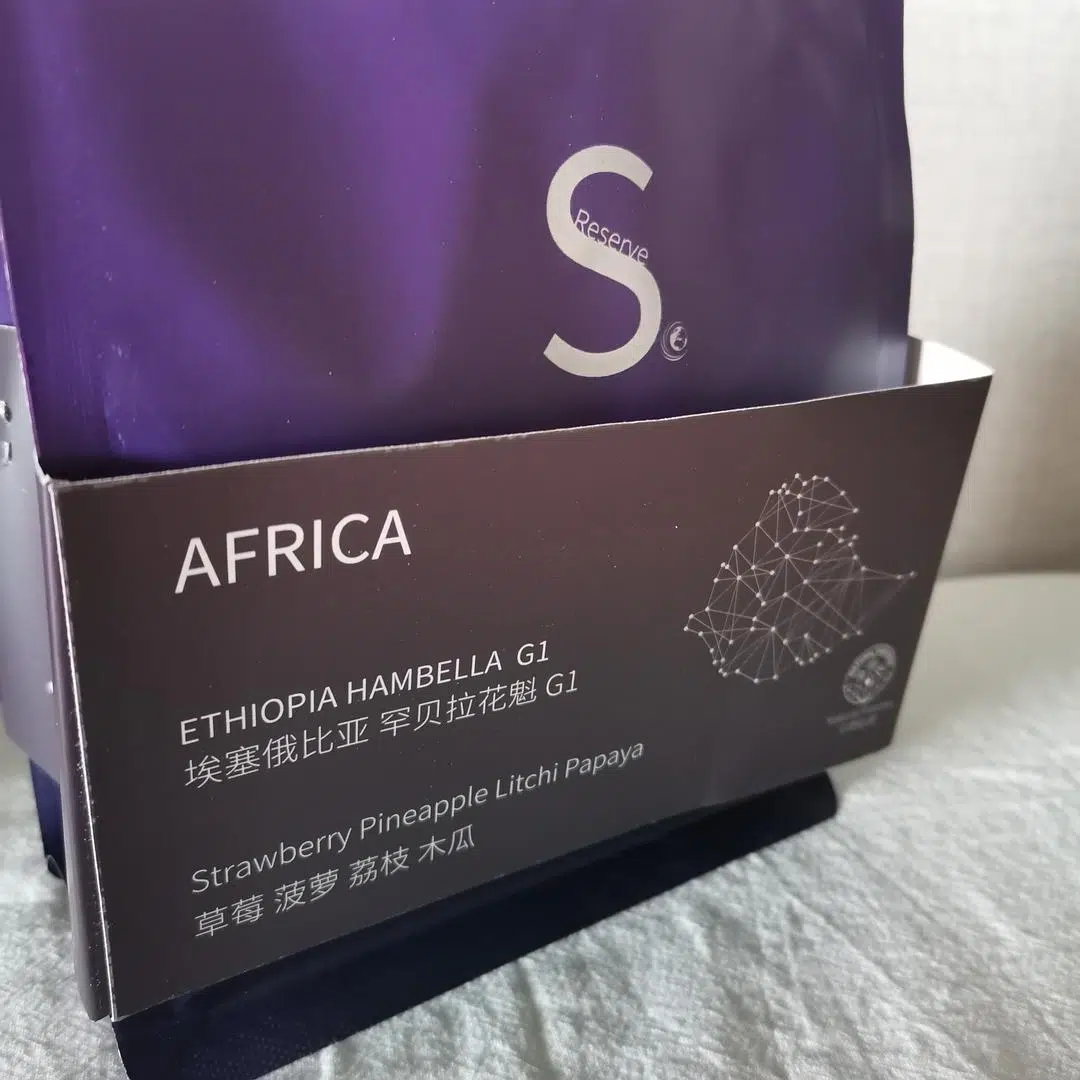 S
Reserve
AFRICA
ETHIOPIA HAMBELLA G1
埃塞俄比亚 罕贝拉花魁 G1
Strawberry Pineapple Litchi Papaya
草莓 菠萝 荔枝 木瓜